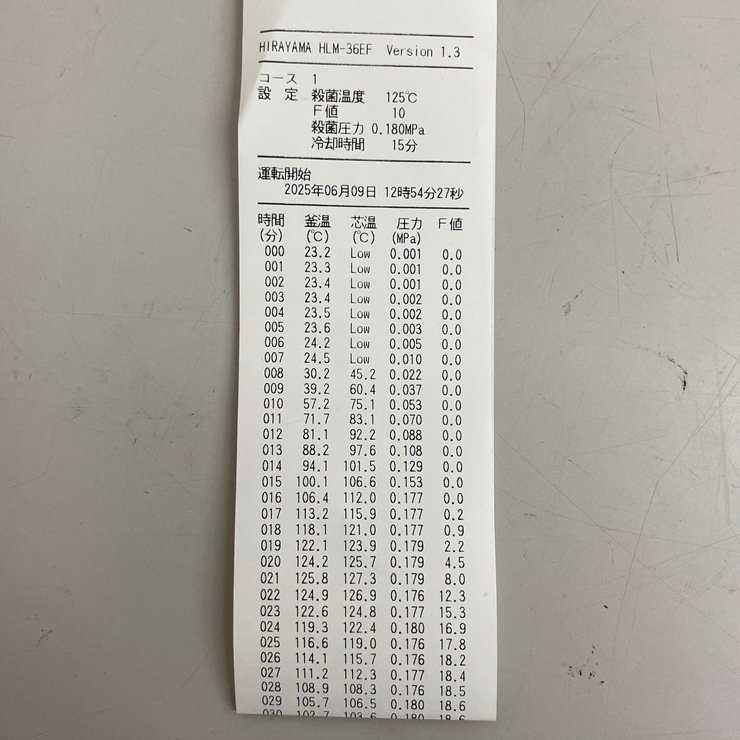 HIRAYAMA HLM-36EF Version 1.3
コース 1
設 定 殺菌温度 125℃
F値 10
殺菌圧力 0.180MPa
冷却時間 15分
運転開始
2025年06月09日 12時54分27秒
時間 釜温 芯温 圧力 F値
(分) (℃) (℃) (MPa)
000 23.2 Low 0.001 0.0
001 23.3 Low 0.001 0.0
002 23.4 Low 0.001 0.0
003 23.4 Low 0.002 0.0
004 23.5 Low 0.002 0.0
005 23.6 Low 0.003 0.0
006 24.2 Low 0.005 0.0
007 24.5 Low 0.010 0.0
008 30.2 45.2 0.022 0.0
009 39.2 60.4 0.037 0.0
010 57.2 75.1 0.053 0.0
011 71.7 83.1 0.070 0.0
012 81.1 92.2 0.088 0.0
013 88.2 97.6 0.108 0.0
014 94.1 101.5 0.129 0.0
015 100.1 106.6 0.153 0.0
016 106.4 112.0 0.177 0.0
017 113.2 115.9 0.177 0.2
018 118.1 121.0 0.177 0.9
019 122.1 123.9 0.179 2.2
020 124.2 125.7 0.179 4.5
021 125.8 127.3 0.179 8.0
022 124.9 126.9 0.176 12.3
023 122.6 124.8 0.177 15.3
024 119.3 122.4 0.180 16.9
025 116.6 119.0 0.176 17.8
026 114.1 115.7 0.176 18.2
027 111.2 112.3 0.177 18.4
028 108.9 108.3 0.176 18.5
029 105.7 106.5 0.180 18.6
030 102.7 103.6 0.180 18.6